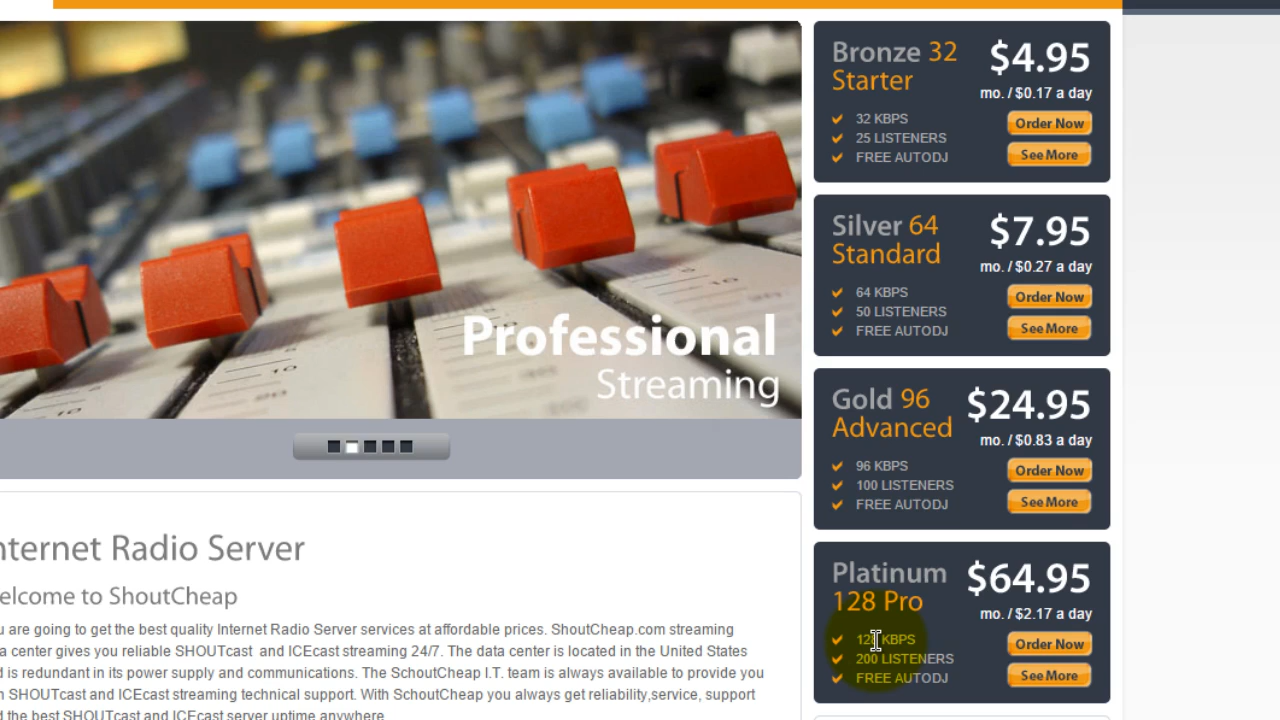 Professional
Streaming
nternet Radio Server
elcome to ShoutCheap
u are going to get the best quality Internet Radio Server services at affordable prices. ShoutCheap.com streaming
a center gives you reliable SHOUTcast and ICEcast streaming 24/7. The data center is located in the United States
d is redundant in its power supply and communications. The SchoutCheap I.T. team is always available to provide you
h SHOUTcast and ICEcast streaming technical support. With SchoutCheap you always get reliability,service, support
d the best SHOUTcast and ICEcast server uptime anywhere
Bronze 32
Starter
$4.95
mo. / $0.17 a day
32 KBPS
25 LISTENERS
FREE AUTODJ
Order Now
See More
Silver 64
Standard
$7.95
mo. / $0.27 a day
64 KBPS
50 LISTENERS
FREE AUTODJ
Order Now
See More
Gold 96
Advanced
$24.95
mo. / $0.83 a day
96 KBPS
100 LISTENERS
FREE AUTODJ
Order Now
See More
Platinum
128 Pro
$64.95
mo. / $2.17 a day
128 KBPS
200 LISTENERS
FREE AUTODJ
Order Now
See More